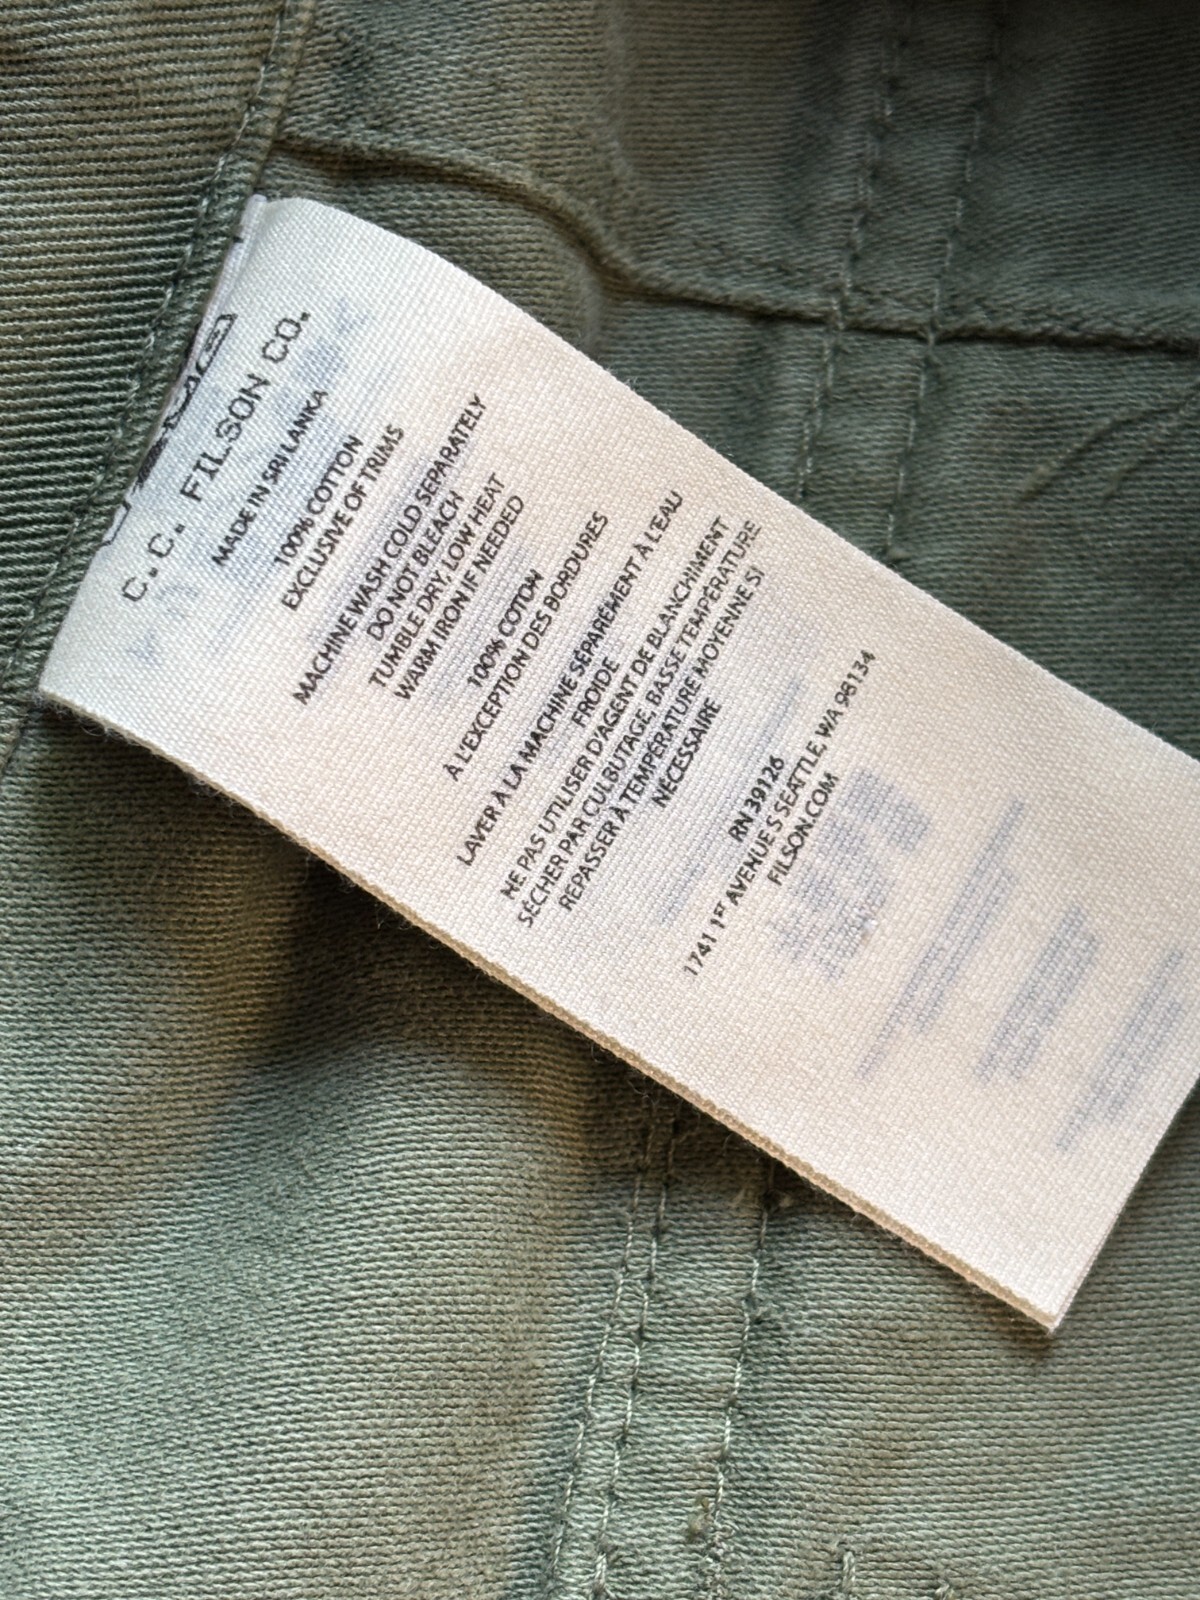 C.C. FILSON CO.
MADE IN SRI LANKA
100% COTTON
EXCLUSIVE OF TRIMS
MACHINE WASH COLD SEPARATELY
DO NOT BLEACH
TUMBLE DRY, LOW HEAT
WARM IRON IF NEEDED
100% COTON
À L'EXCEPTION DES BORDURES
LAVER À LA MACHINE SÉPARÉMENT À L'EAU
FROIDE
NE PAS UTILISER D'AGENT DE BLANCHIMENT
SÉCHER PAR CULBUTAGE, BASSE TEMPÉRATURE
REPASSER À TEMPÉRATURE MOYENNE SI
NÉCESSAIRE
RN 39126
1741 1ST AVENUE S SEATTLE, WA 98134
FILSON.COM